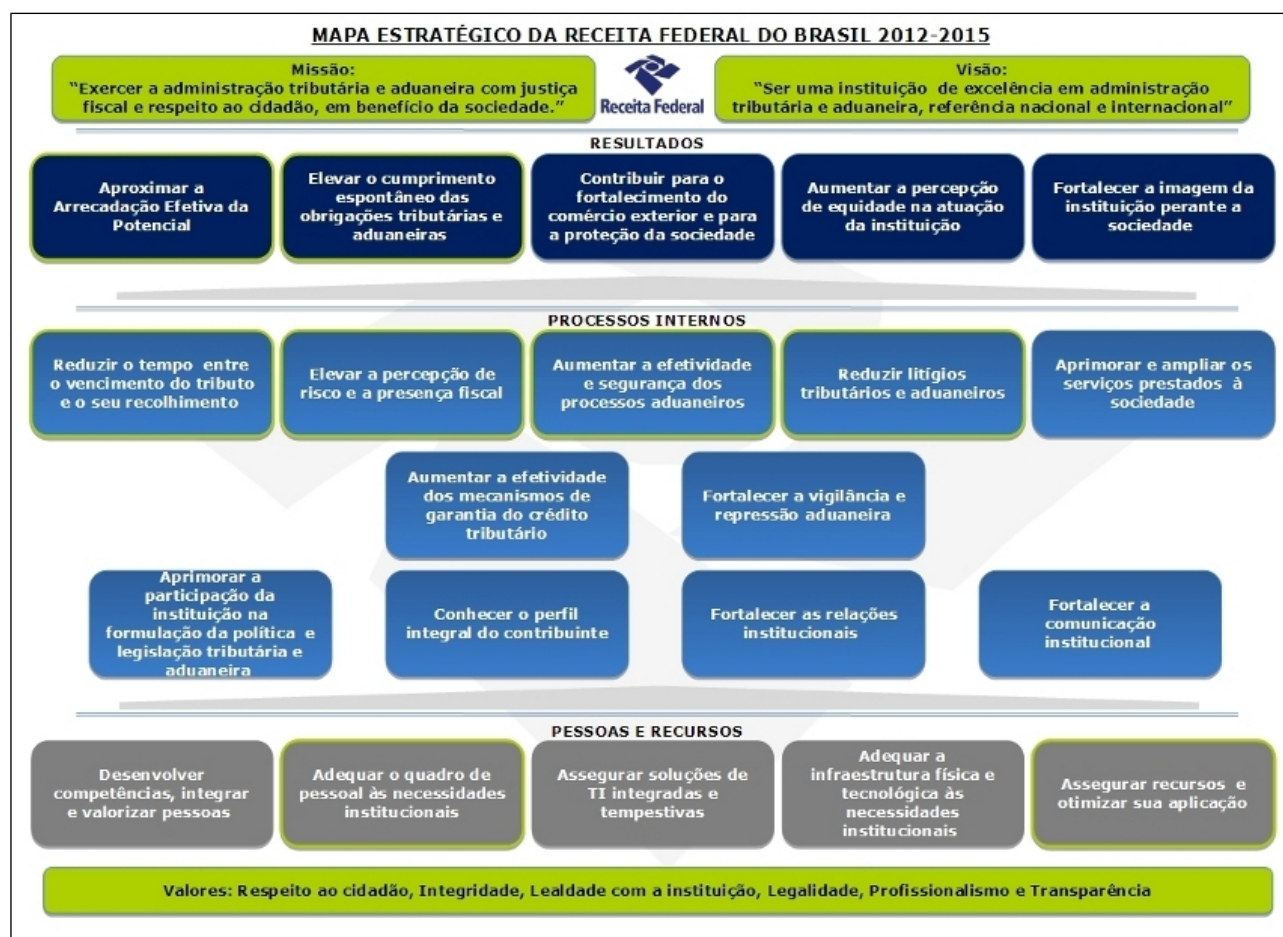 MAPA ESTRATÉGICO DA RECEITA FEDERAL DO BRASIL 2012-2015
Missão:
“Exercer a administração tributária e aduaneira com justiça
fiscal e respeito ao cidadão, em benefício da sociedade.”
Receita Federal
Visão:
“Ser uma instituição de excelência em administração
tributária e aduaneira, referência nacional e internacional”
RESULTADOS
Aproximar a
Arrecadação Efetiva da
Potencial
Elevar o cumprimento
espontâneo das
obrigações tributárias e
aduaneiras
Contribuir para o
fortalecimento do
comércio exterior e para
a proteção da sociedade
Aumentar a percepção
de equidade na atuação
da instituição
Fortalecer a imagem da
instituição perante a
sociedade
PROCESSOS INTERNOS
Reduzir o tempo entre
o vencimento do tributo
e o seu recolhimento
Elevar a percepção de
risco e a presença fiscal
Aumentar a efetividade
e segurança dos
processos aduaneiros
Reduzir litígios
tributários e aduaneiros
Aprimorar e ampliar os
serviços prestados à
sociedade
Aumentar a efetividade
dos mecanismos de
garantia do crédito
tributário
Fortalecer a vigilância e
repressão aduaneira
Aprimorar a
participação da
instituição na
formulação da política e
legislação tributária e
aduaneira
Conhecer o perfil
integral do contribuinte
Fortalecer as relações
institucionais
Fortalecer a
comunicação
institucional
PESSOAS E RECURSOS
Desenvolver
competências, integrar
e valorizar pessoas
Adequar o quadro de
pessoal às necessidades
institucionais
Assegurar soluções de
TI integradas e
tempestivas
Adequar a
infraestrutura física e
tecnológica às
necessidades
institucionais
Assegurar recursos e
otimizar sua aplicação
Valores: Respeito ao cidadão, Integridade, Lealdade com a instituição, Legalidade, Profissionalismo e Transparência